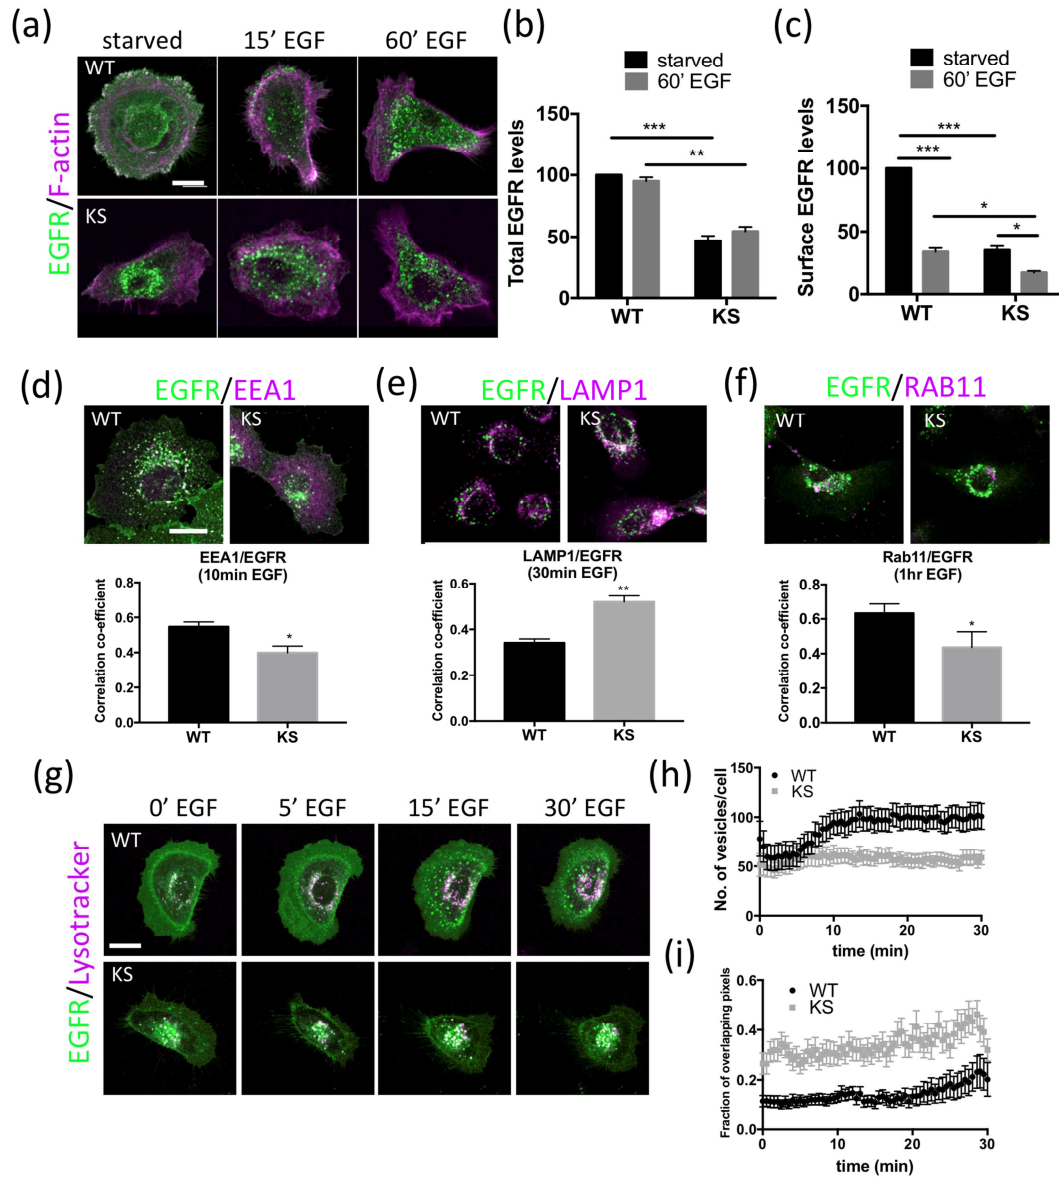 (a)
starved 15’ EGF 60’ EGF
EGFR/F-actin
WT
KS
(b)
starved
60’ EGF
Total EGFR levels
150
100
50
0
***
**
WT KS
(c)
starved
60’ EGF
Surface EGFR levels
150
100
50
0
***
***
*
*
WT KS
(d)
EGFR/EEA1
WT KS
EEA1/EGFR
(10min EGF)
Correlation co-efficient
0.8
0.6
0.4
0.2
0.0
*
WT KS
(e)
EGFR/LAMP1
WT KS
LAMP1/EGFR
(30min EGF)
Correlation co-efficient
0.6
0.4
0.2
0.0
**
WT KS
(f)
EGFR/RAB11
WT KS
Rab11/EGFR
(1hr EGF)
Correlation co-efficient
0.8
0.6
0.4
0.2
0.0
*
WT KS
(g)
0’ EGF 5’ EGF 15’ EGF 30’ EGF
EGFR/Lysotracker
WT
KS
(h)
No. of vesicles/cell
150
100
50
0
WT
KS
0 10 20 30
time (min)
(i)
Fraction of overlapping pixels
0.6
0.4
0.2
0.0
WT
KS
0 10 20 30
time (min)